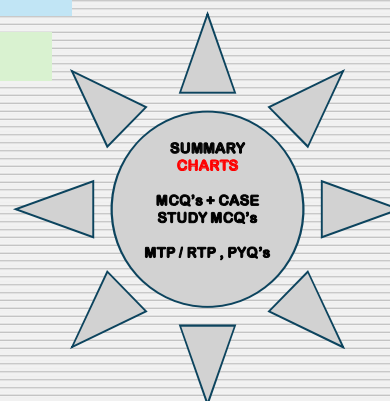 SUMMARY
CHARTS
MCQ's + CASE
STUDY MCQ's
MTP / RTP , PYQ's